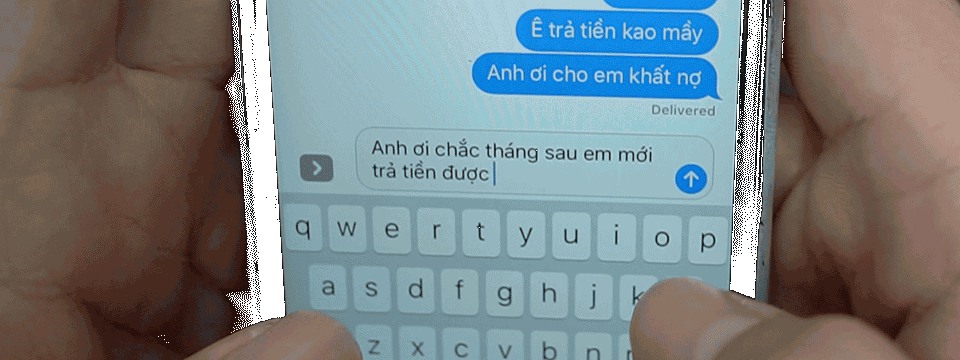 Ê trả tiền kao mầy
Anh ơi cho em khất nợ
Delivered
Anh ơi chắc tháng sau em mới
trả tiền được
q w e r t y u i o p
a s d f g h j k
z x c v b n